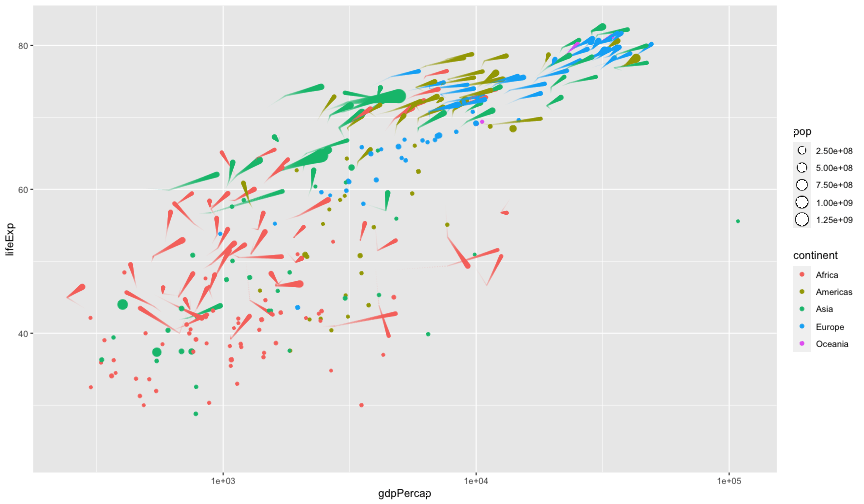 80
60
40
lifeExp
1e+03
1e+04
1e+05
gdpPercap
pop
2.50e+08
5.00e+08
7.50e+08
1.00e+09
1.25e+09
continent
Africa
Americas
Asia
Europe
Oceania